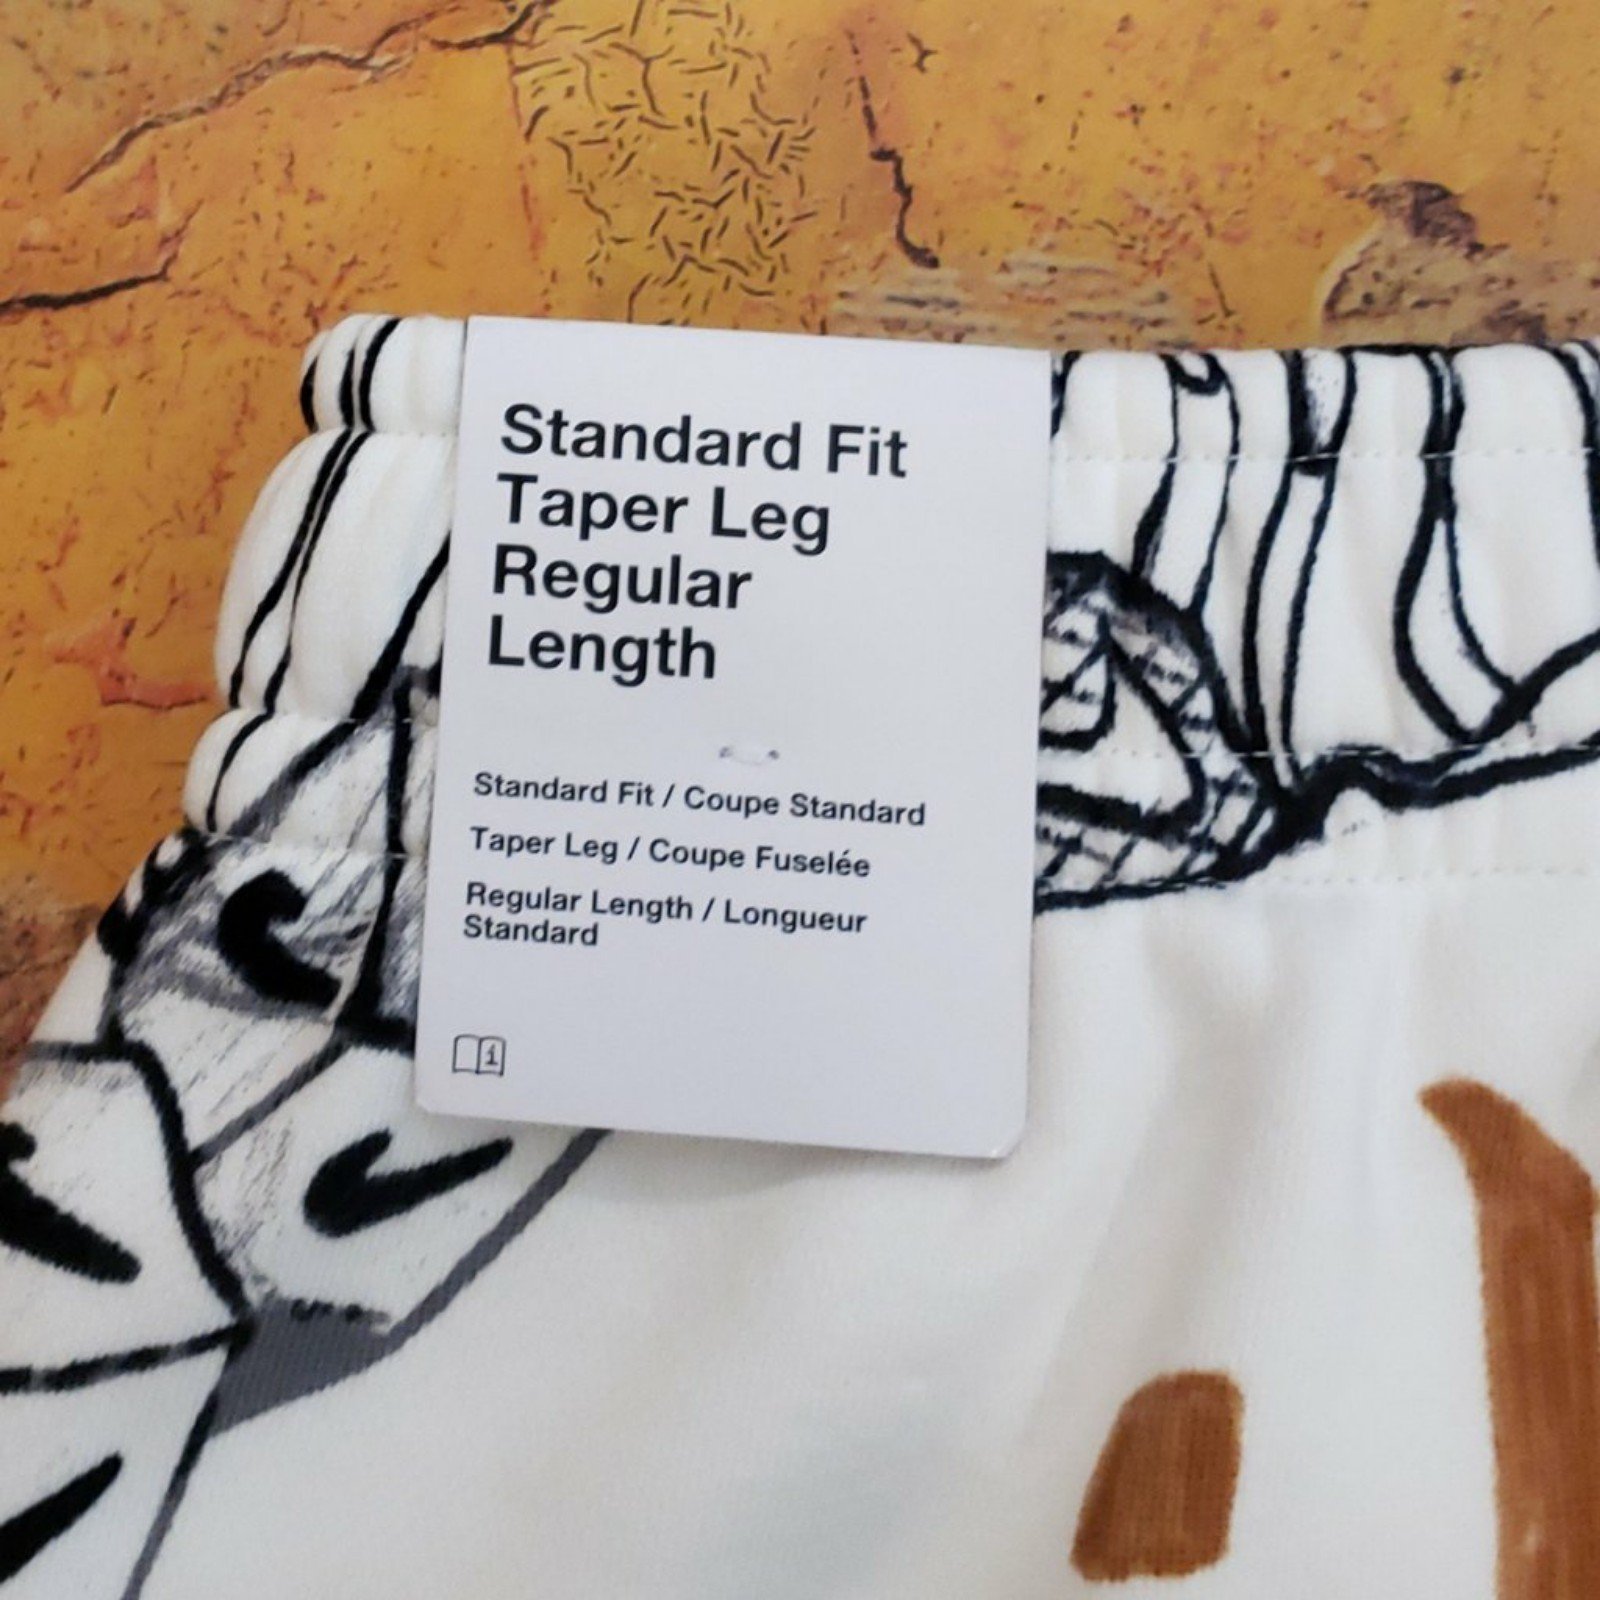 Standard Fit
Taper Leg
Regular
Length
Standard Fit / Coupe Standard
Taper Leg / Coupe Fuselée
Regular Length / Longueur
Standard
i